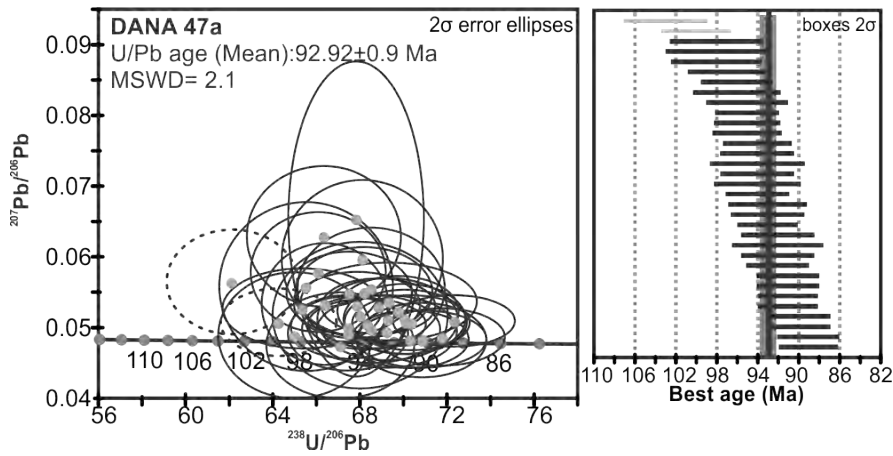 DANA 47a
2σ error ellipses
U/Pb age (Mean):92.92±0.9 Ma
MSWD= 2.1
0.09
0.08
0.07
0.06
0.05
0.04
²⁰⁷Pb/²⁰⁶Pb
110 106 102 98 90 86
56 60 64 68 72 76
²³⁸U/²⁰⁶Pb
boxes 2σ
110 106 102 98 94 90 86 82
Best age (Ma)